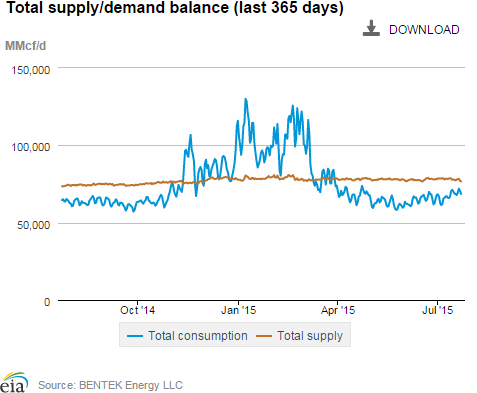 Total supply/demand balance (last 365 days)
DOWNLOAD
MMcf/d
150,000
100,000
50,000
0
Oct '14 Jan '15 Apr '15 Jul '15
Total consumption Total supply
eia Source: BENTEK Energy LLC